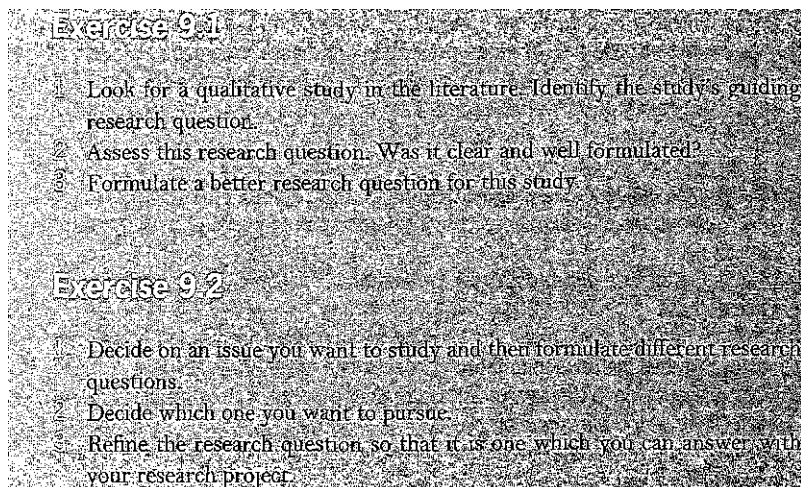 Exercise 9.1
1 Look for a qualitative study in the literature. Identify the study's guiding
research question.
2 Assess this research question. Was it clear and well formulated?
3 Formulate a better research question for this study.
Exercise 9.2
1 Decide on an issue you want to study and then formulate different research
questions.
2 Decide which one you want to pursue.
3 Refine the research question so that it is one which you can answer with
your research project.